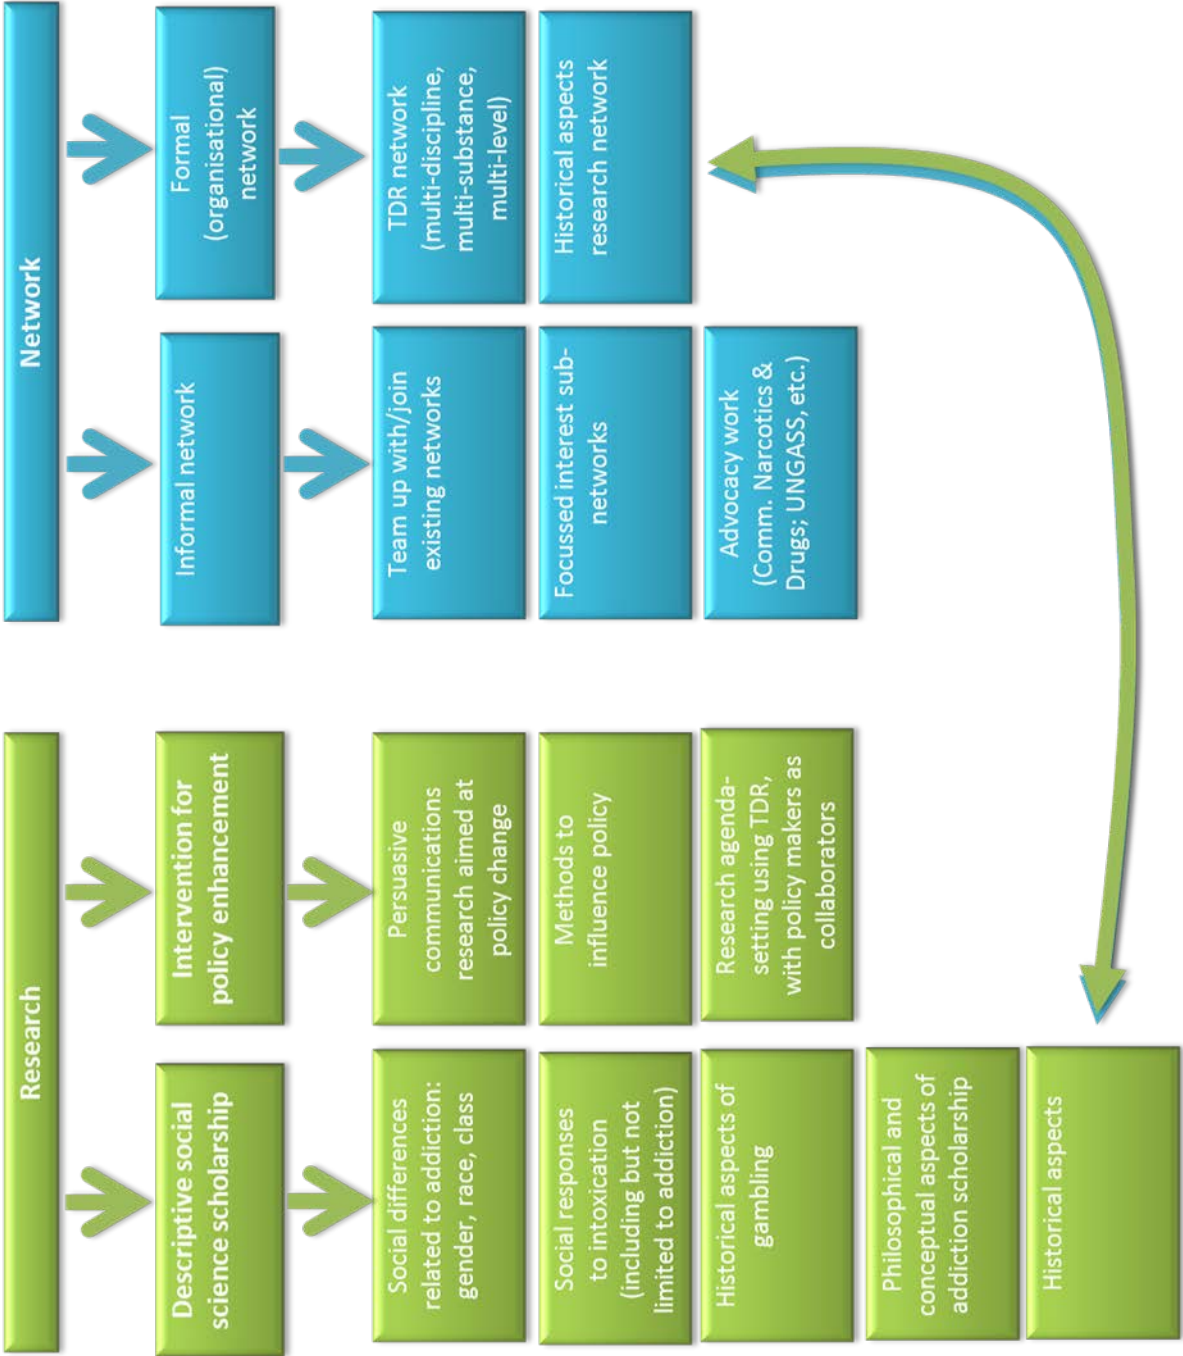 Research
Descriptive social
science scholarship
Social differences
related to addiction:
gender, race, class
Social responses
to intoxication
(including but not
limited to addiction)
Historical aspects of
gambling
Philosophical and
conceptual aspects of
addiction scholarship
Historical aspects
Intervention for
policy enhancement
Persuasive
communications
research aimed at
policy change
Methods to
influence policy
Research agenda-
setting using TDR,
with policy makers as
collaborators
Network
Informal network
Team up with/join
existing networks
Focussed interest sub-
networks
Advocacy work
(Comm. Narcotics &
Drugs; UNGASS, etc.)
Formal
(organisational)
network
TDR network
(multi-discipline,
multi-substance,
multi-level)
Historical aspects
research network